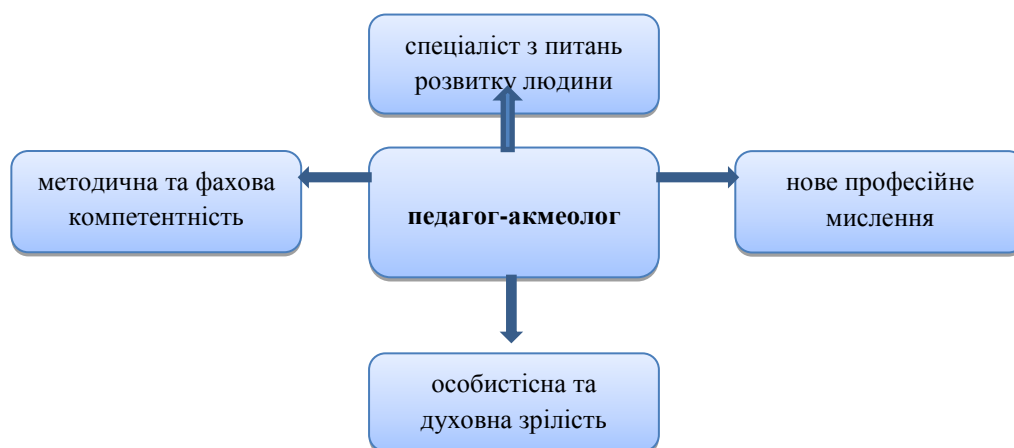 спеціаліст з питань
розвитку людини
методична та фахова
компетентність
педагог-акмеолог
нове професійне
мислення
особистісна та
духовна зрілість